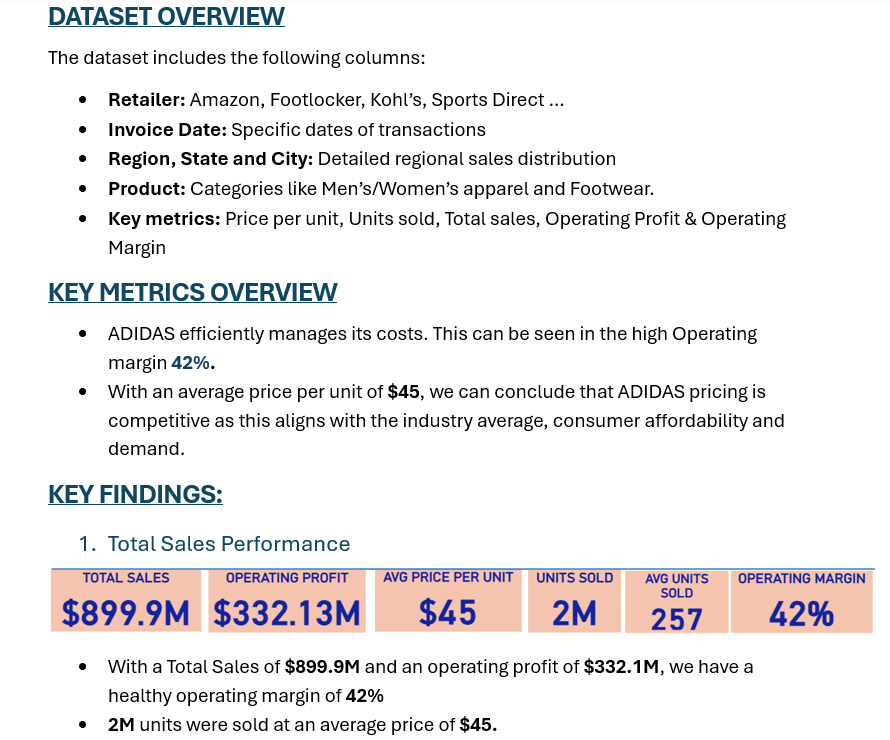 DATASET OVERVIEW
The dataset includes the following columns:
• Retailer: Amazon, Footlocker, Kohl’s, Sports Direct ...
• Invoice Date: Specific dates of transactions
• Region, State and City: Detailed regional sales distribution
• Product: Categories like Men’s/Women’s apparel and Footwear.
• Key metrics: Price per unit, Units sold, Total sales, Operating Profit & Operating
Margin
KEY METRICS OVERVIEW
• ADIDAS efficiently manages its costs. This can be seen in the high Operating
margin 42%.
• With an average price per unit of $45, we can conclude that ADIDAS pricing is
competitive as this aligns with the industry average, consumer affordability and
demand.
KEY FINDINGS:
1. Total Sales Performance
TOTAL SALES
$899.9M
OPERATING PROFIT
$332.13M
AVG PRICE PER UNIT
$45
UNITS SOLD
2M
AVG UNITS
SOLD
257
OPERATING MARGIN
42%
• With a Total Sales of $899.9M and an operating profit of $332.1M, we have a
healthy operating margin of 42%
• 2M units were sold at an average price of $45.